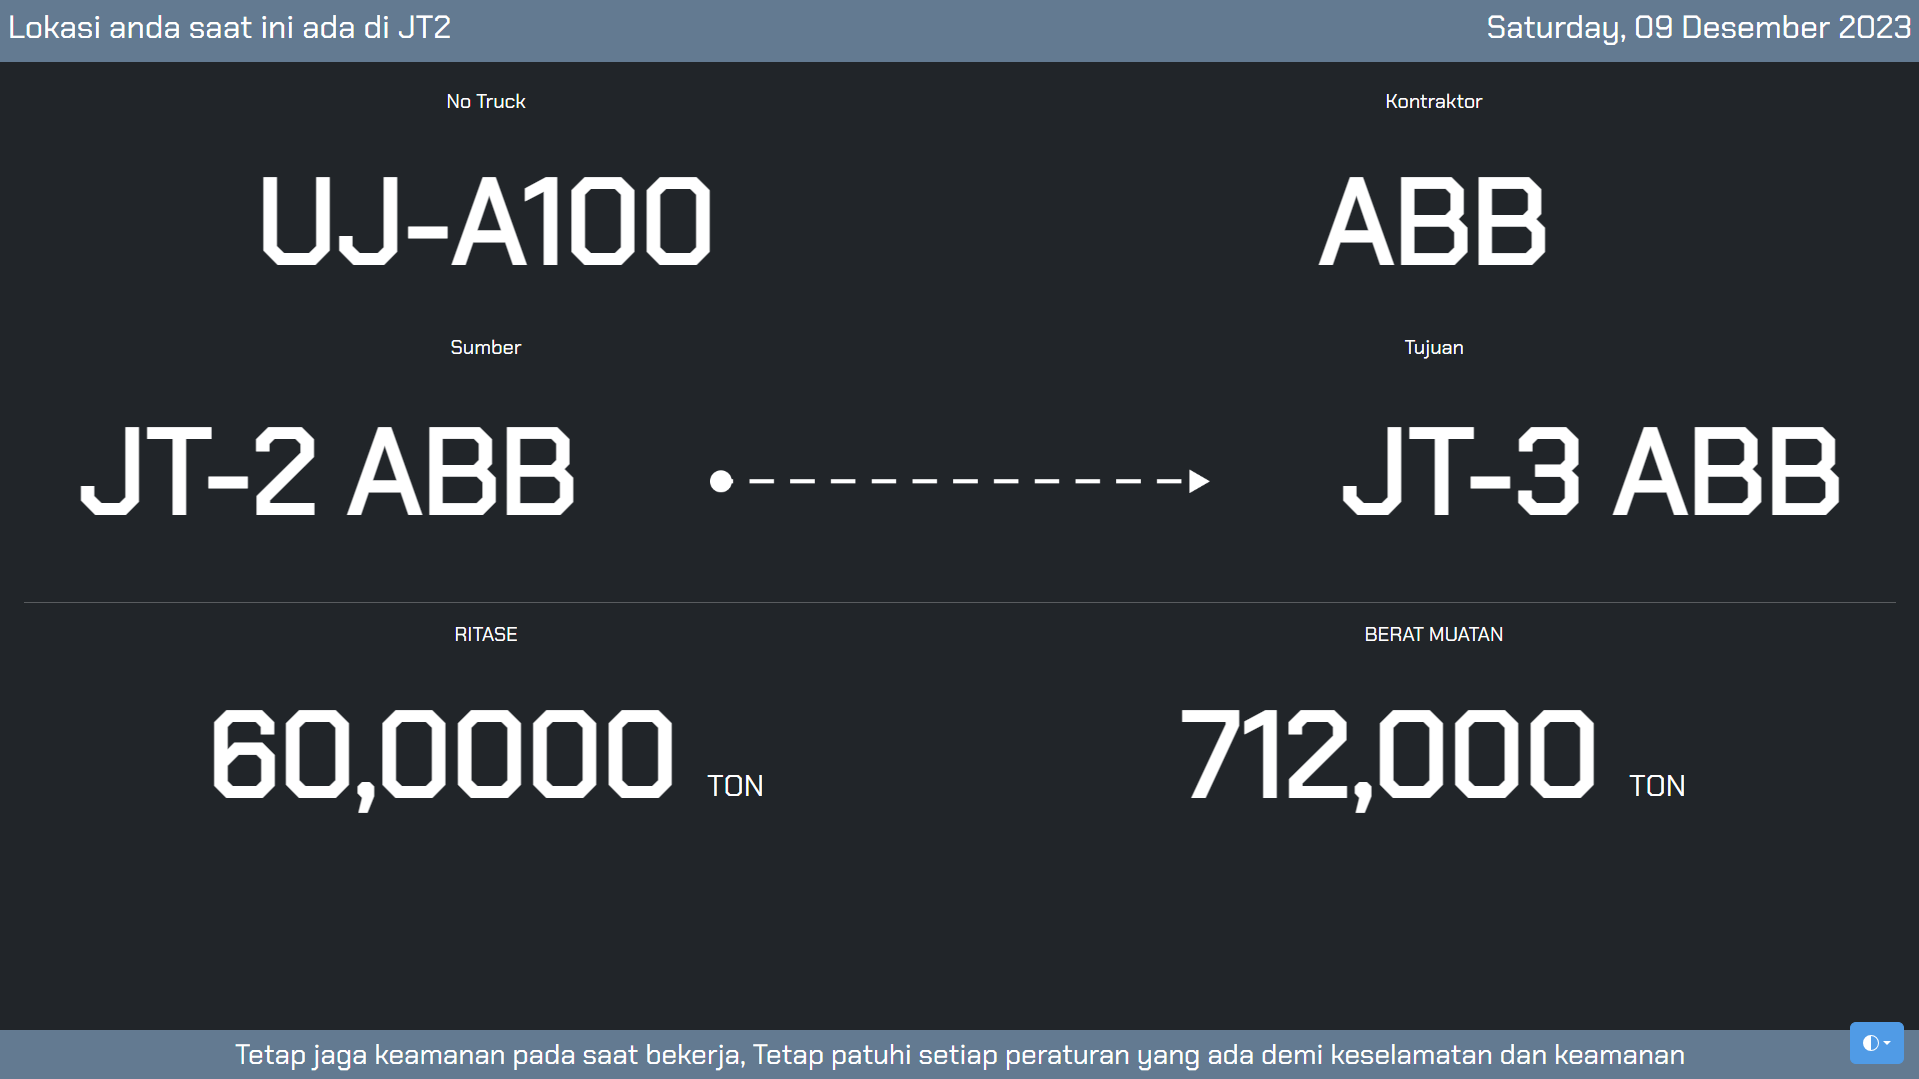 Lokasi anda saat ini ada di JT2
Saturday, 09 Desember 2023
No Truck
Kontraktor
UJ-A100
ABB
Sumber
Tujuan
JT-2 ABB
JT-3 ABB
RITASE
BERAT MUATAN
60,0000 TON
712,000 TON
Tetap jaga keamanan pada saat bekerja, Tetap patuhi setiap peraturan yang ada demi keselamatan dan keamanan